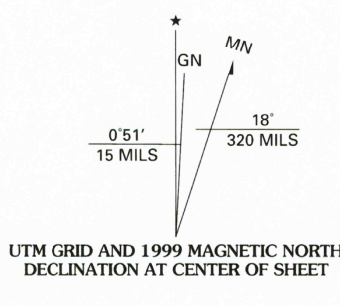 ★
GN
MN
0°51'
15 MILS
18°
320 MILS
UTM GRID AND 1999 MAGNETIC NORTH
DECLINATION AT CENTER OF SHEET